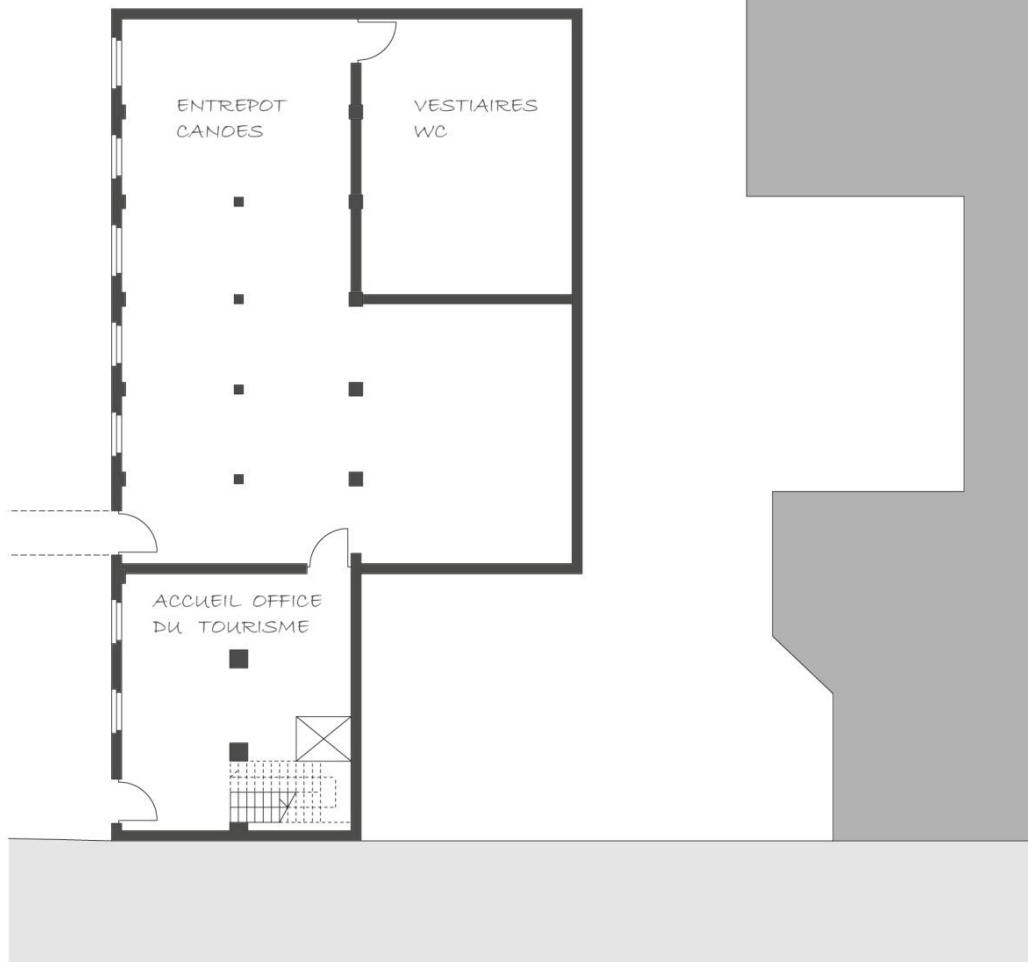 ENTREPOT
CANOES
VESTIAIRES
WC
ACCUEIL OFFICE
DU TOURISME